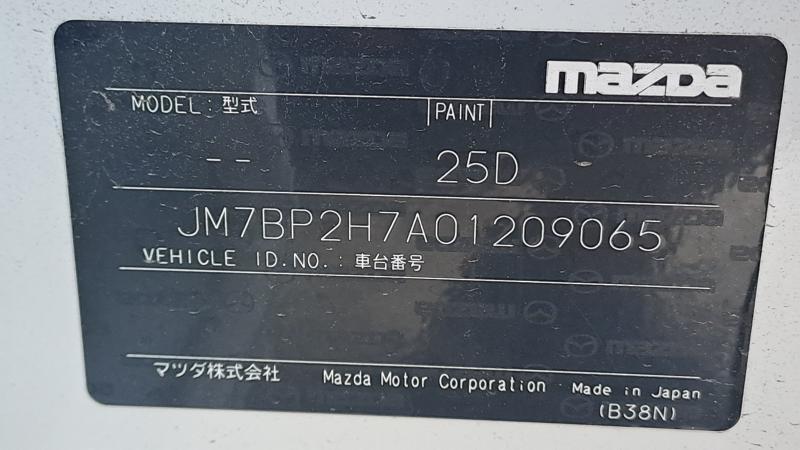 mazda
MODEL : 型式 |PAINT|
-- 25D
JM7BP2H7A01209065
VEHICLE ID.NO. : 車台番号
マツダ株式会社 Mazda Motor Corporation Made in Japan
(B38N)